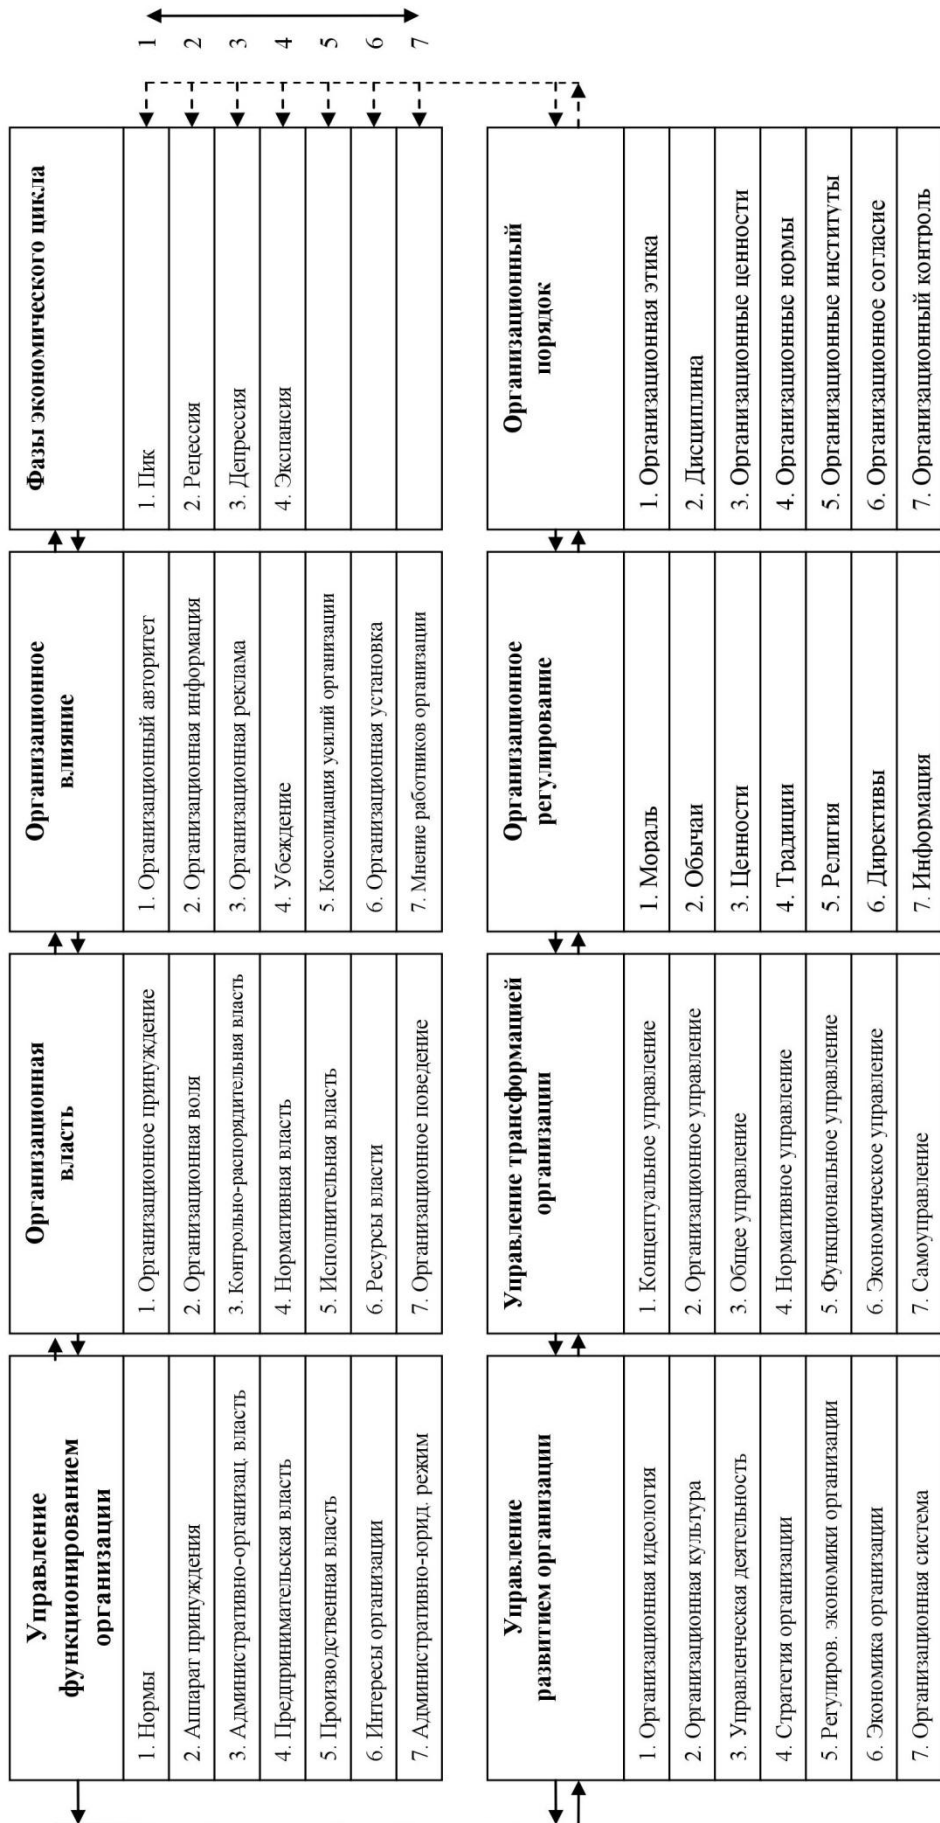 Управление
функционированием
организации
1. Нормы
2. Аппарат принуждения
3. Административно-организац. власть
4. Предпринимательская власть
5. Производственная власть
6. Интересы организации
7. Административно-юрид. режим
Организационная
власть
1. Организационное принуждение
2. Организационная воля
3. Контрольно-распорядительная власть
4. Нормативная власть
5. Исполнительная власть
6. Ресурсы власти
7. Организационное поведение
Организационное
влияние
1. Организационный авторитет
2. Организационная информация
3. Организационная реклама
4. Убеждение
5. Консолидация усилий организации
6. Организационная установка
7. Мнение работников организации
Фазы экономического цикла
1. Пик
2. Рецессия
3. Депрессия
4. Экспансия
1
2
3
4
5
6
7
Управление
развитием организации
1. Организационная идеология
2. Организационная культура
3. Управленческая деятельность
4. Стратегия организации
5. Регулиров. экономики организации
6. Экономика организации
7. Организационная система
Управление трансформацией
организации
1. Концептуальное управление
2. Организационное управление
3. Общее управление
4. Нормативное управление
5. Функциональное управление
6. Экономическое управление
7. Самоуправление
Организационное
регулирование
1. Мораль
2. Обычаи
3. Ценности
4. Традиции
5. Религия
6. Директивы
7. Информация
Организационный
порядок
1. Организационная этика
2. Дисциплина
3. Организационные ценности
4. Организационные нормы
5. Организационные институты
6. Организационное согласие
7. Организационный контроль